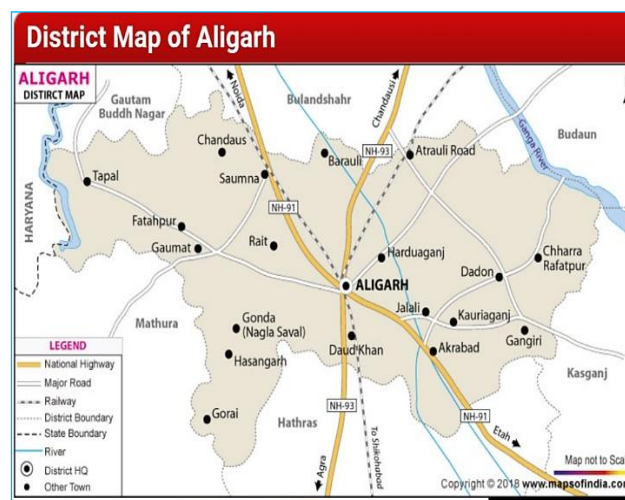 District Map of Aligarh
ALIGARH
DISTIRCT MAP
Gautam
Buddh Nagar
Noida
Bulandshahr
Chandausi
NH-93
Ganga River
Budaun
Chandaus
Barauli
Atrauli Road
Tapal
Saumna
HARYANA
NH-91
Fatahpur
Gaumat
Rait
Harduaganj
Chharra
Rafatpur
Dadon
ALIGARH
Jalali
Kauriaganj
Mathura
Gonda
(Nagla Saval)
Daud Khan
Akrabad
Gangiri
Hasangarh
Kasganj
LEGEND
National Highway
Major Road
Railway
District Boundary
State Boundary
River
District HQ
Other Town
Gorai
Hathras
NH-93
NH-91
Etah
Agra
To Shikohabad
Map not to Sca
Copyright © 2018 www.mapsofindia.com